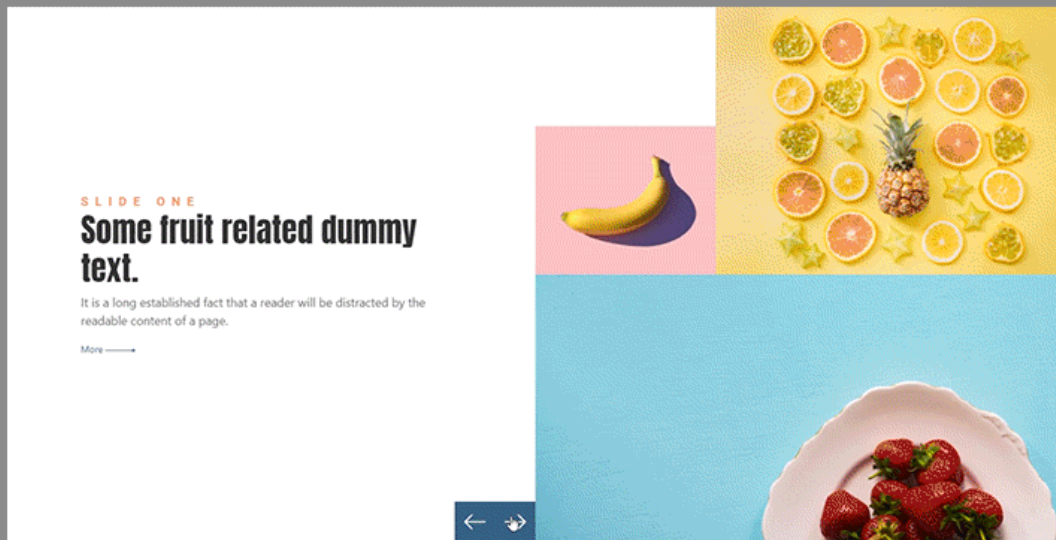 SLIDE ONE
Some fruit related dummy
text.
It is a long established fact that a reader will be distracted by the
readable content of a page.
More